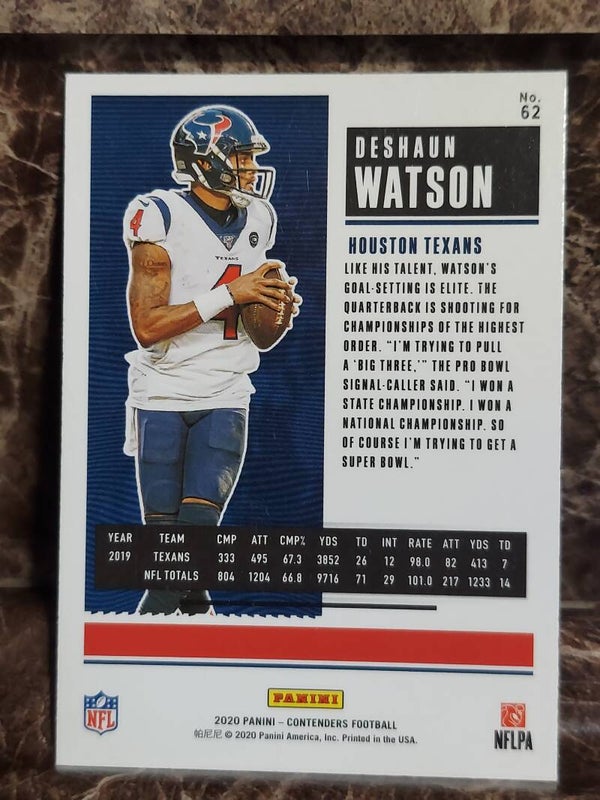 No.
62
DESHAUN
WATSON
HOUSTON TEXANS
LIKE HIS TALENT, WATSON'S
GOAL-SETTING IS ELITE. THE
QUARTERBACK IS SHOOTING FOR
CHAMPIONSHIPS OF THE HIGHEST
ORDER. "I'M TRYING TO PULL
A 'BIG THREE,'" THE PRO BOWL
SIGNAL-CALLER SAID. "I WON A
STATE CHAMPIONSHIP. I WON A
NATIONAL CHAMPIONSHIP. SO
OF COURSE I'M TRYING TO GET A
SUPER BOWL."
4
TEXANS
4
YEAR TEAM CMP ATT CMP% YDS TD INT RATE ATT YDS TD
2019 TEXANS 333 495 67.3 3852 26 12 98.0 82 413 7
NFL TOTALS 804 1204 66.8 9716 71 29 101.0 217 1233 14
NFL
PANINI
2020 PANINI – CONTENDERS FOOTBALL
帕尼尼 © 2020 Panini America, Inc. Printed in the USA.
NFLPA